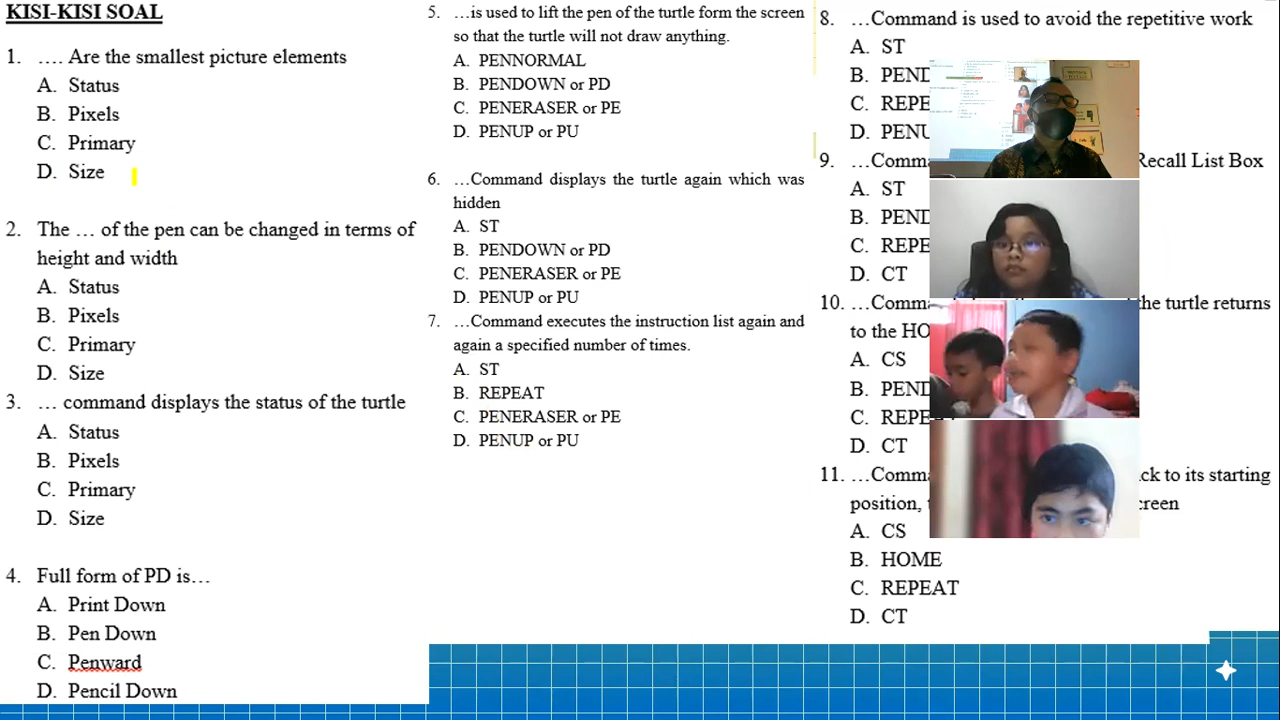 KISI-KISI SOAL
1. …. Are the smallest picture elements
A. Status
B. Pixels
C. Primary
D. Size
2. The … of the pen can be changed in terms of
height and width
A. Status
B. Pixels
C. Primary
D. Size
3. … command displays the status of the turtle
A. Status
B. Pixels
C. Primary
D. Size
4. Full form of PD is…
A. Print Down
B. Pen Down
C. Penward
D. Pencil Down
5. …is used to lift the pen of the turtle form the screen
so that the turtle will not draw anything.
A. PENNORMAL
B. PENDOWN or PD
C. PENERASER or PE
D. PENUP or PU
6. …Command displays the turtle again which was
hidden
A. ST
B. PENDOWN or PD
C. PENERASER or PE
D. PENUP or PU
7. …Command executes the instruction list again and
again a specified number of times.
A. ST
B. REPEAT
C. PENERASER or PE
D. PENUP or PU
8. …Command is used to avoid the repetitive work
A. ST
B. PEND
C. REPE
D. PENU
9. …Comma Recall List Box
A. ST
B. PEND
C. REPE
D. CT
10. …Comma the turtle returns
to the HO
A. CS
B. PEND
C. REPE
D. CT
11. …Comma ck to its starting
position, creen
A. CS
B. HOME
C. REPEAT
D. CT